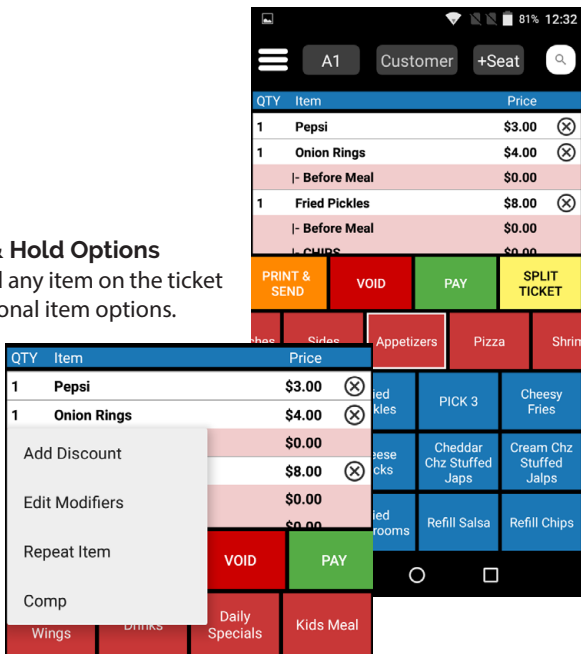 81% 12:32
A1 Customer +Seat
QTY Item Price
1 Pepsi $3.00
1 Onion Rings $4.00
|- Before Meal $0.00
1 Fried Pickles $8.00
|- Before Meal $0.00
|- CHIPS $0.00
PRINT & SEND
VOID
PAY
SPLIT TICKET
Sides
Appetizers
Pizza
PICK 3
Cheesy Fries
Cheddar Chz Stuffed Japs
Cream Chz Stuffed Jalps
Refill Salsa
Refill Chips
& Hold Options
any item on the ticket
item options.
QTY Item Price
1 Pepsi $3.00
1 Onion Rings $4.00
$0.00
$8.00
$0.00
$0.00
Add Discount
Edit Modifiers
Repeat Item
Comp
VOID
PAY
Wings
Drinks
Daily Specials
Kids Meal